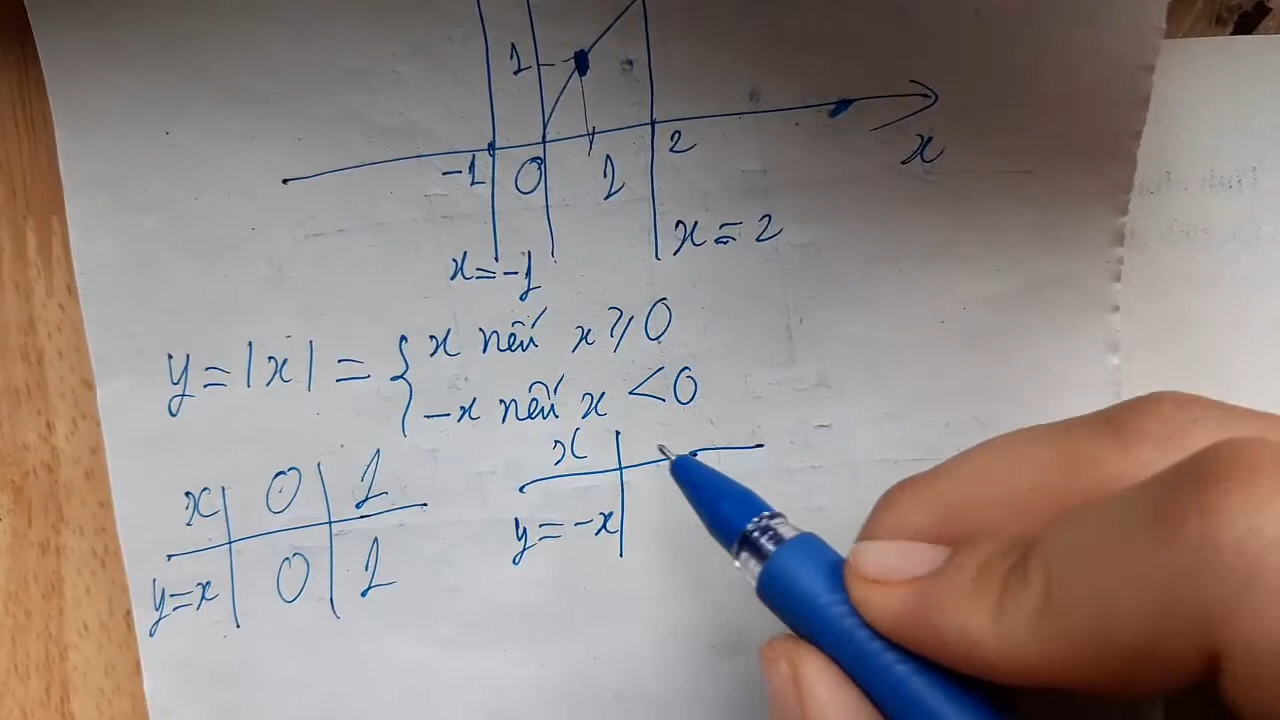 1
-1 0 1 2 x
x = 2
x = -1
y = |x| = { x nếu x ≥ 0
-x nếu x < 0
x 0 1
y = x 0 1
x
y = -x